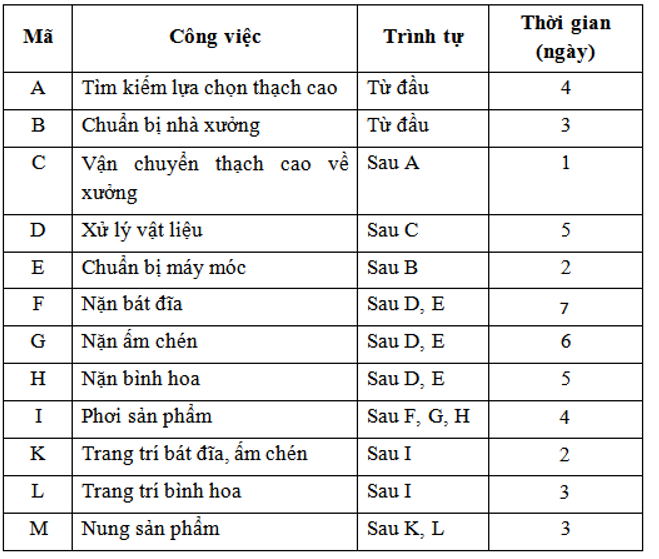 Mã Công việc Trình tự Thời gian
(ngày)
A Tìm kiếm lựa chọn thạch cao Từ đầu 4
B Chuẩn bị nhà xưởng Từ đầu 3
C Vận chuyển thạch cao về Sau A 1
xưởng
D Xử lý vật liệu Sau C 5
E Chuẩn bị máy móc Sau B 2
F Nặn bát đĩa Sau D, E 7
G Nặn ấm chén Sau D, E 6
H Nặn bình hoa Sau D, E 5
I Phơi sản phẩm Sau F, G, H 4
K Trang trí bát đĩa, ấm chén Sau I 2
L Trang trí bình hoa Sau I 3
M Nung sản phẩm Sau K, L 3